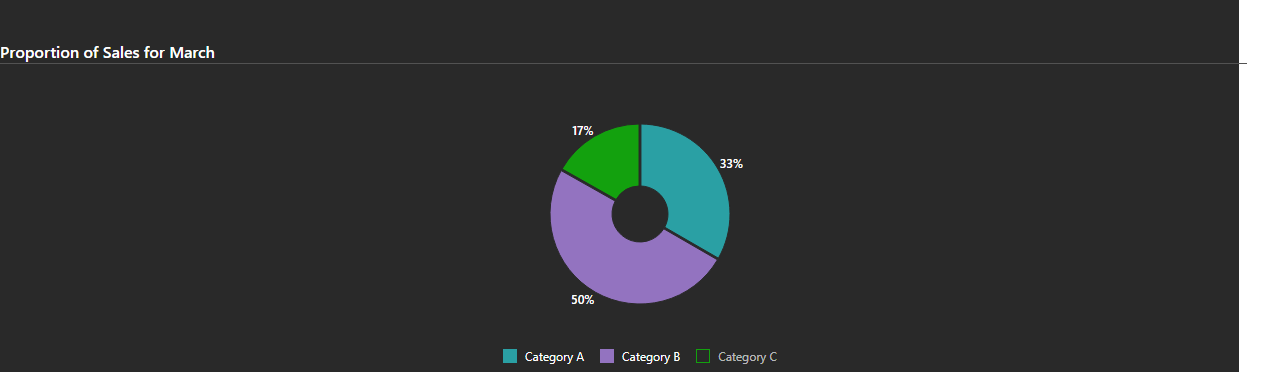 Proportion of Sales for March
17%
33%
50%
Category A
Category B
Category C